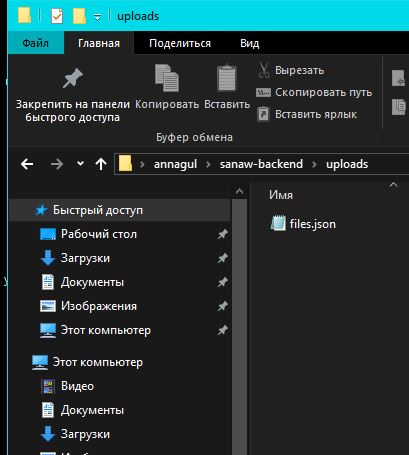 uploads
Файл Главная Поделиться Вид
Закрепить на панели быстрого доступа
Копировать
Вставить
Вырезать
Скопировать путь
Вставить ярлык
Буфер обмена
annagul › sanaw-backend › uploads
Имя
files.json
Быстрый доступ
Рабочий стол
Загрузки
Документы
Изображения
Этот компьютер
Этот компьютер
Видео
Документы
Загрузки